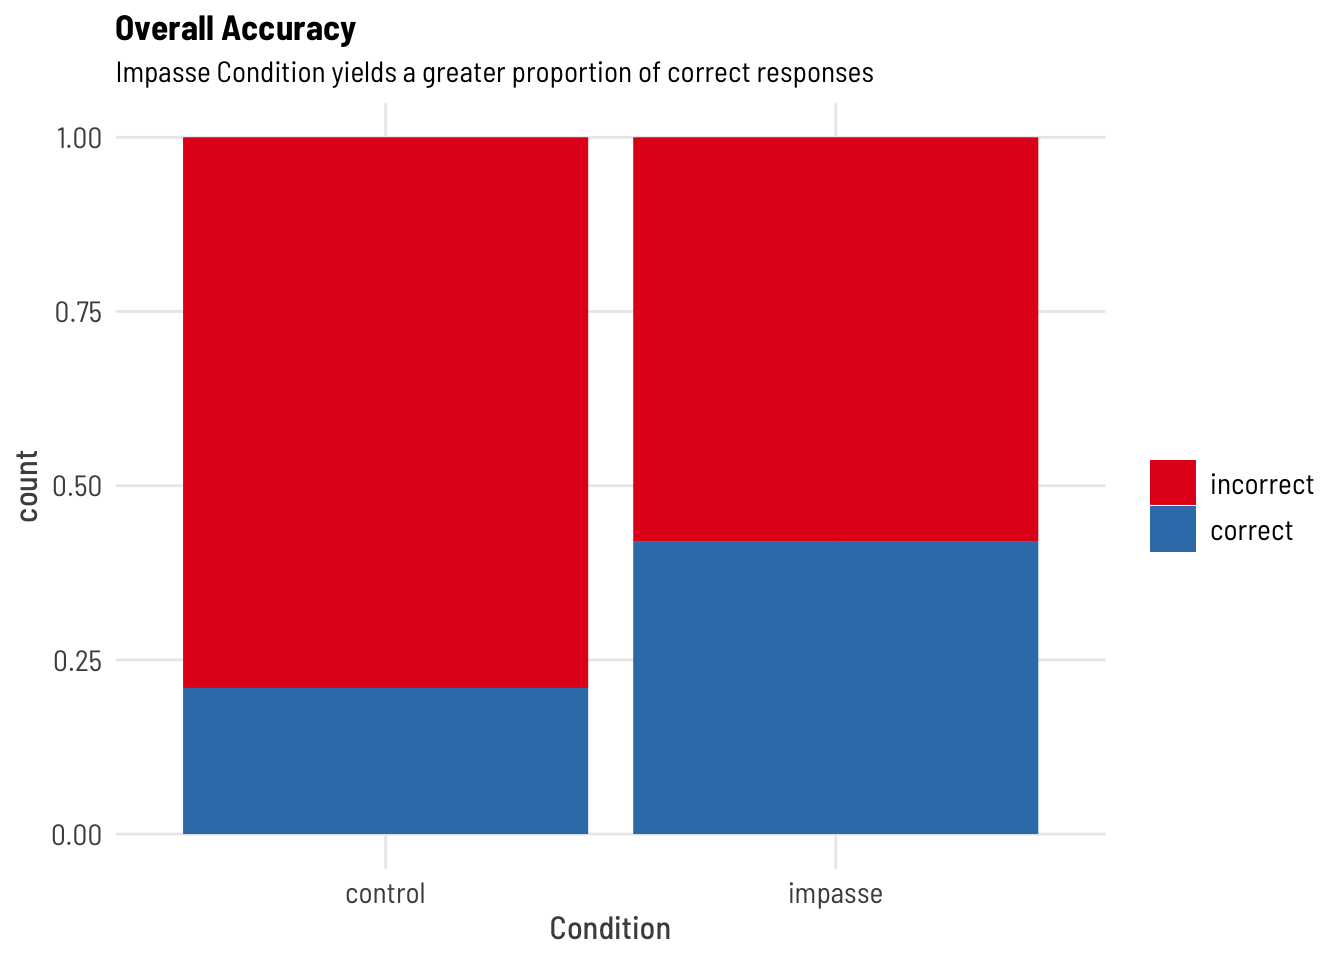 Overall Accuracy
Impasse Condition yields a greater proportion of correct responses
1.00
0.75
0.50
0.25
0.00
count
control
impasse
Condition
incorrect
correct